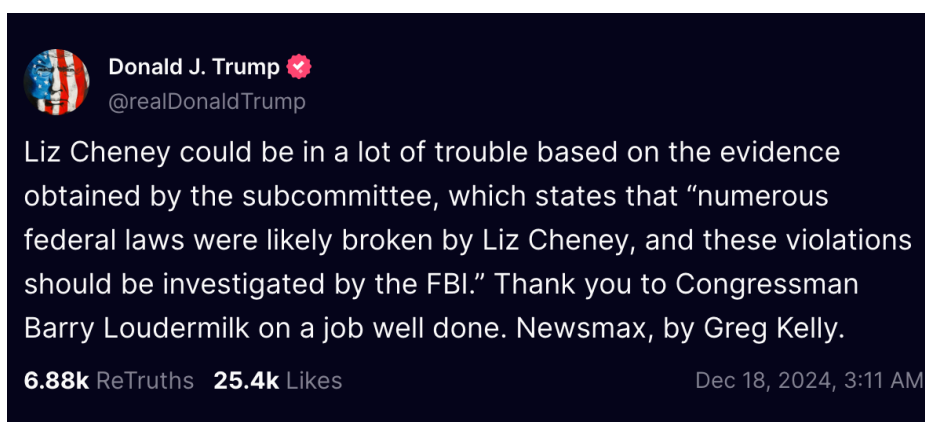 Donald J. Trump
@realDonaldTrump
Liz Cheney could be in a lot of trouble based on the evidence
obtained by the subcommittee, which states that “numerous
federal laws were likely broken by Liz Cheney, and these violations
should be investigated by the FBI.” Thank you to Congressman
Barry Loudermilk on a job well done. Newsmax, by Greg Kelly.
6.88k ReTruths 25.4k Likes Dec 18, 2024, 3:11 AM